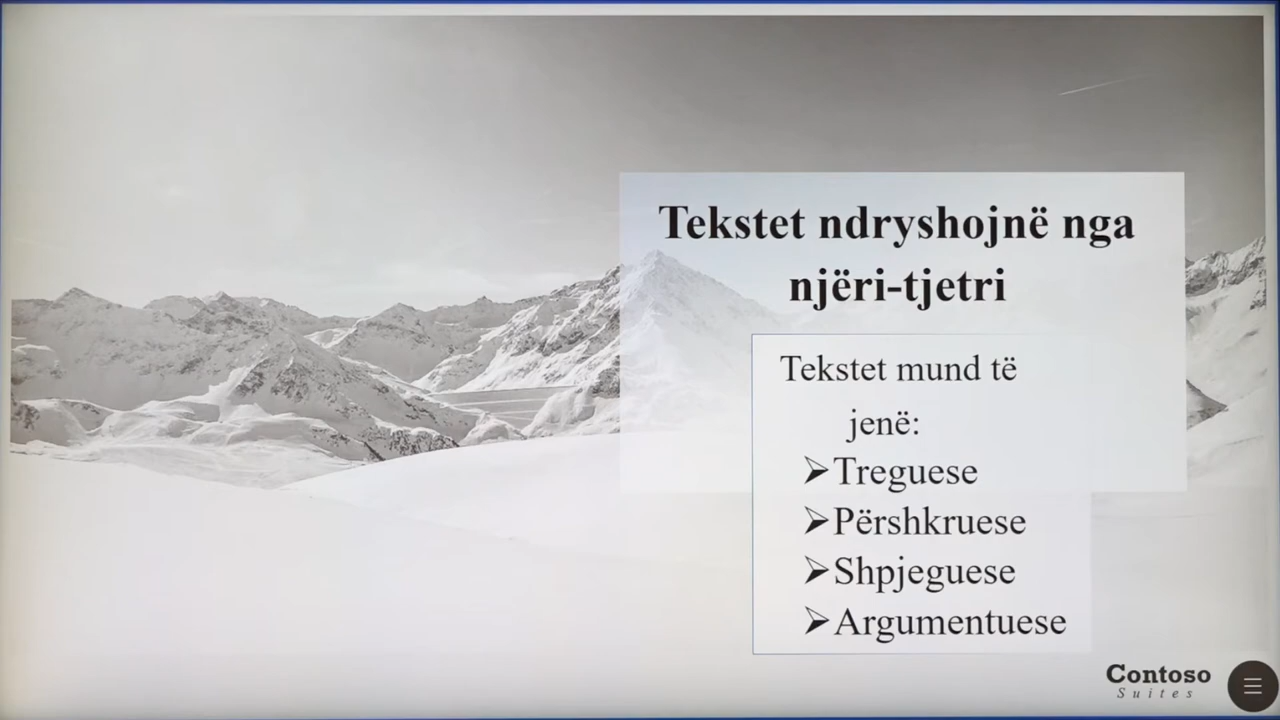 Tekstet ndryshojnë nga
njëri-tjetri
Tekstet mund të
jenë:
➢Treguese
➢Përshkruese
➢Shpjeguese
➢Argumentuese
Contoso
Suites